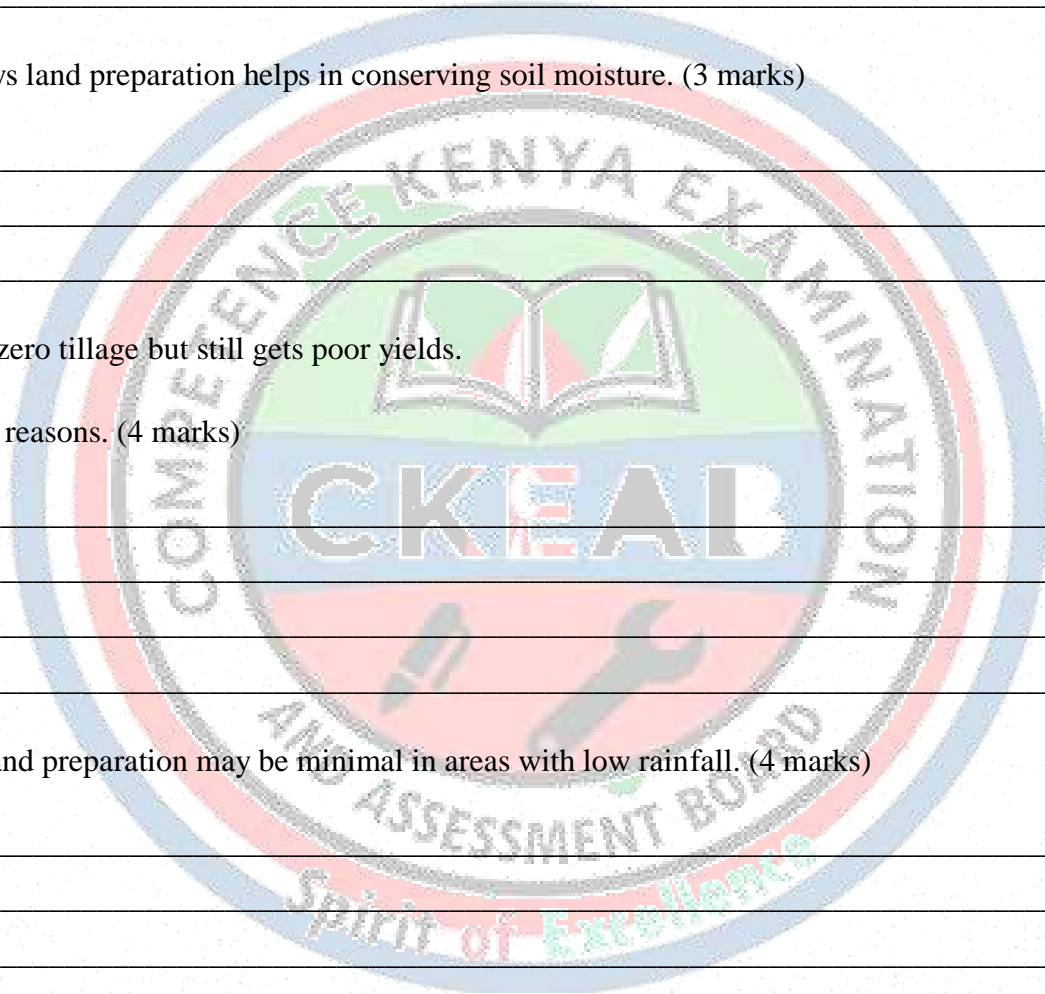 ws land preparation helps in conserving soil moisture. (3 marks)
zero tillage but still gets poor yields.
reasons. (4 marks)
and preparation may be minimal in areas with low rainfall. (4 marks)
COMPETENCE KENYA EXAMINATION
CKEAB
AND ASSESSMENT BOARD
Spirit of Excellence